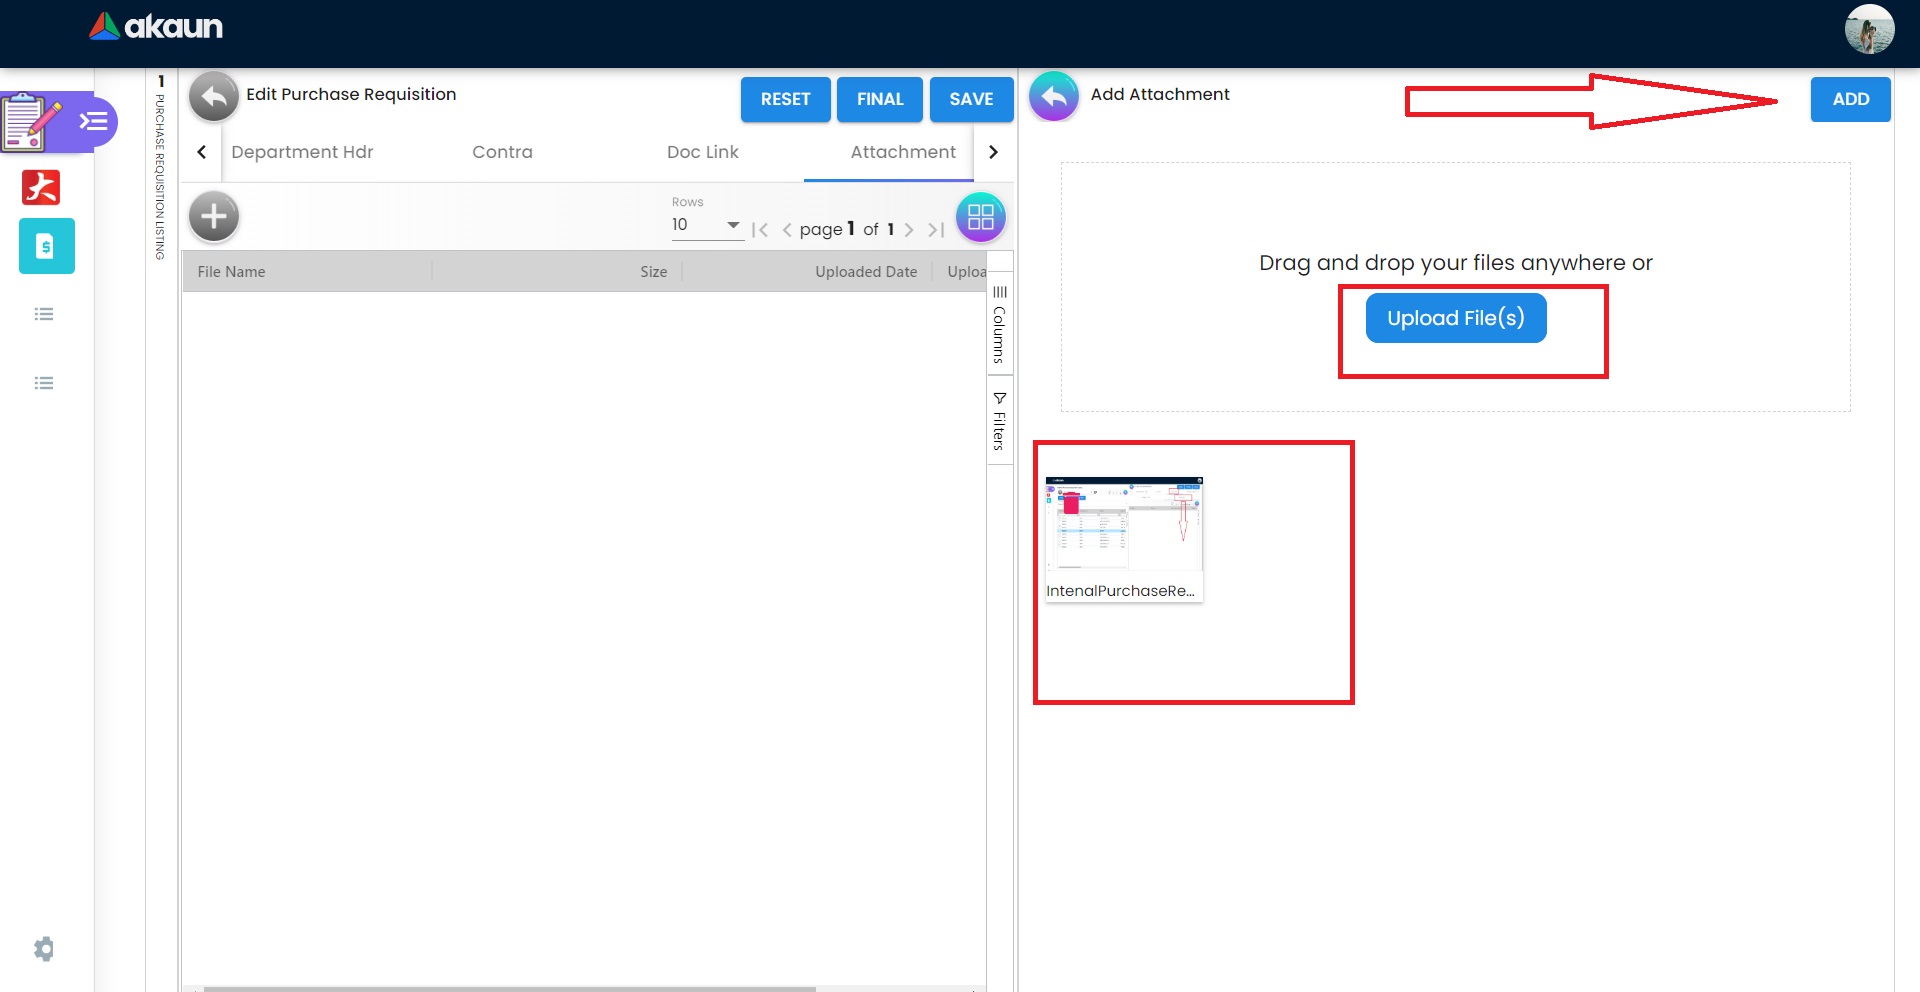 akaun
1
PURCHASE REQUISITION LISTING
Edit Purchase Requisition
RESET
FINAL
SAVE
Department Hdr
Contra
Doc Link
Attachment
Rows
10
page 1 of 1
File Name
Size
Uploaded Date
Uploa
Columns
Filters
Add Attachment
ADD
Drag and drop your files anywhere or
Upload File(s)
IntenalPurchaseRe...